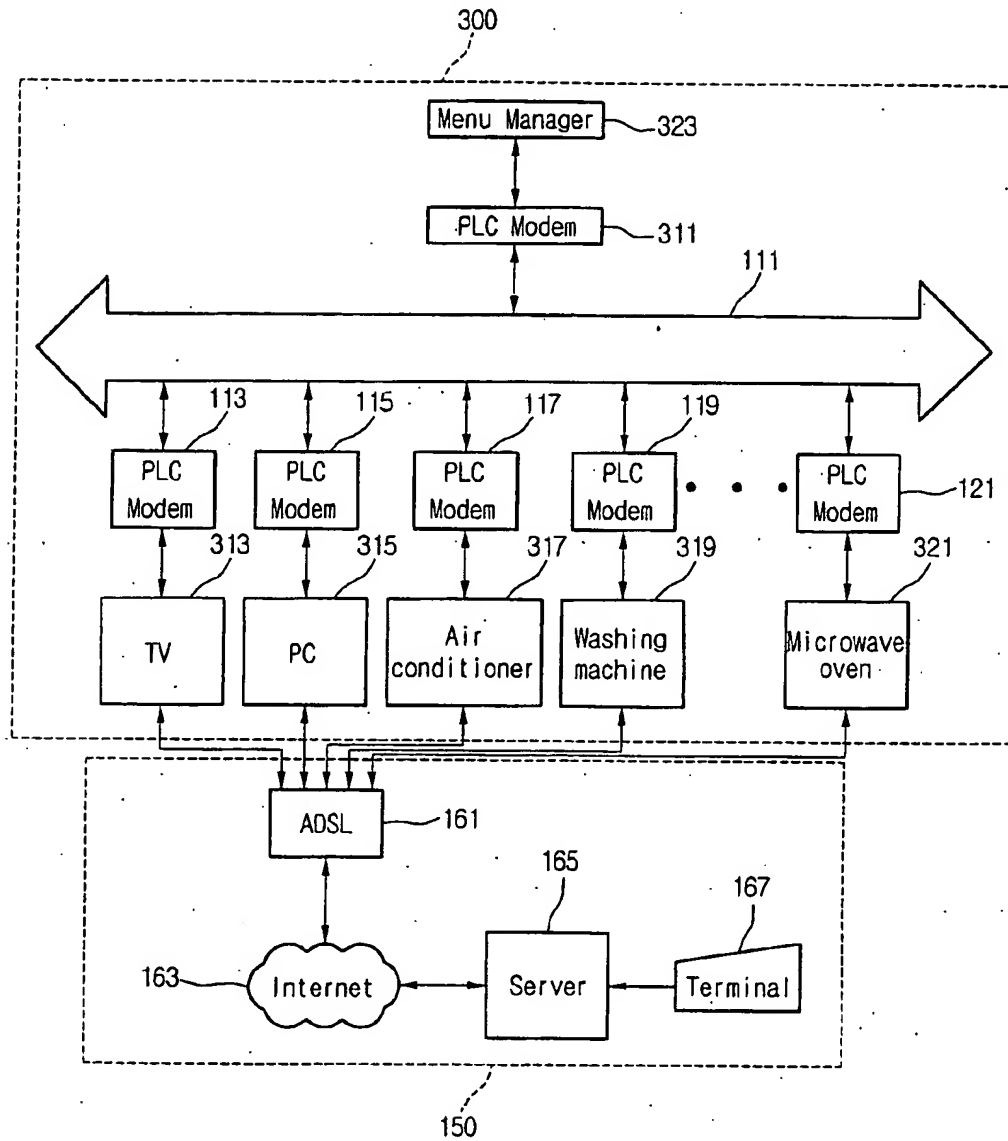 300
Menu Manager
323
PLC Modem
311
111
113
115
117
119
PLC
Modem
PLC
Modem
PLC
Modem
PLC
Modem
PLC
Modem
121
313
315
317
319
321
TV
PC
Air
conditioner
Washing
machine
Microwave
oven
ADSL
161
165
167
163
Internet
Server
Terminal
150